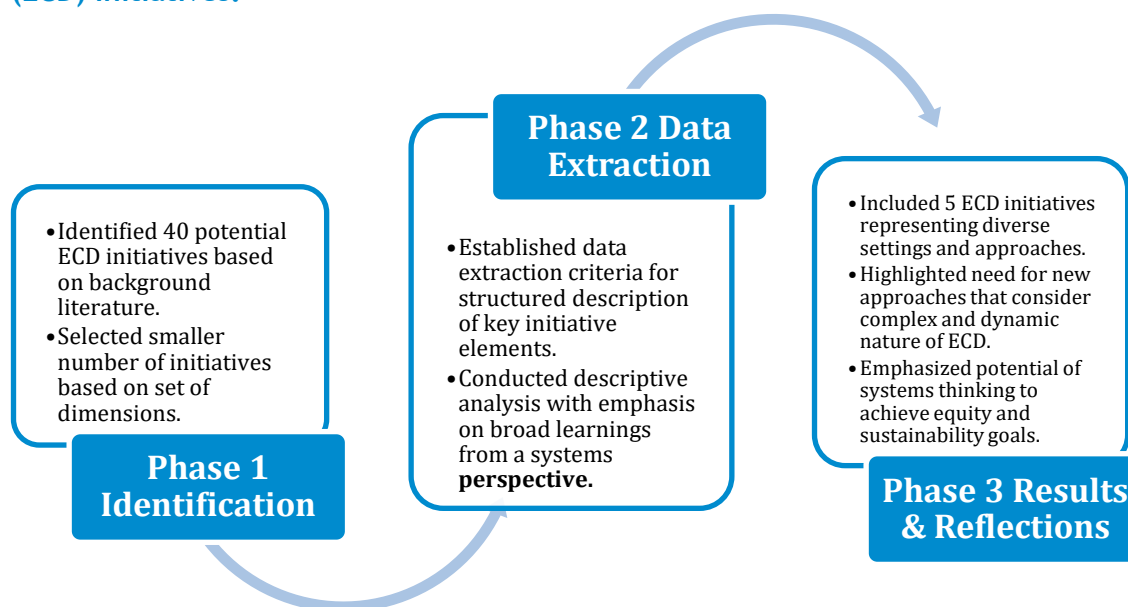 (ECD) initiatives.
•Identified 40 potential
ECD initiatives based
on background
literature.
•Selected smaller
number of initiatives
based on set of
dimensions.
Phase 1
Identification
Phase 2 Data
Extraction
•Established data
extraction criteria for
structured description
of key initiative
elements.
•Conducted descriptive
analysis with emphasis
on broad learnings
from a systems
perspective.
•Included 5 ECD initiatives
representing diverse
settings and approaches.
•Highlighted need for new
approaches that consider
complex and dynamic
nature of ECD.
•Emphasized potential of
systems thinking to
achieve equity and
sustainability goals.
Phase 3 Results
& Reflections